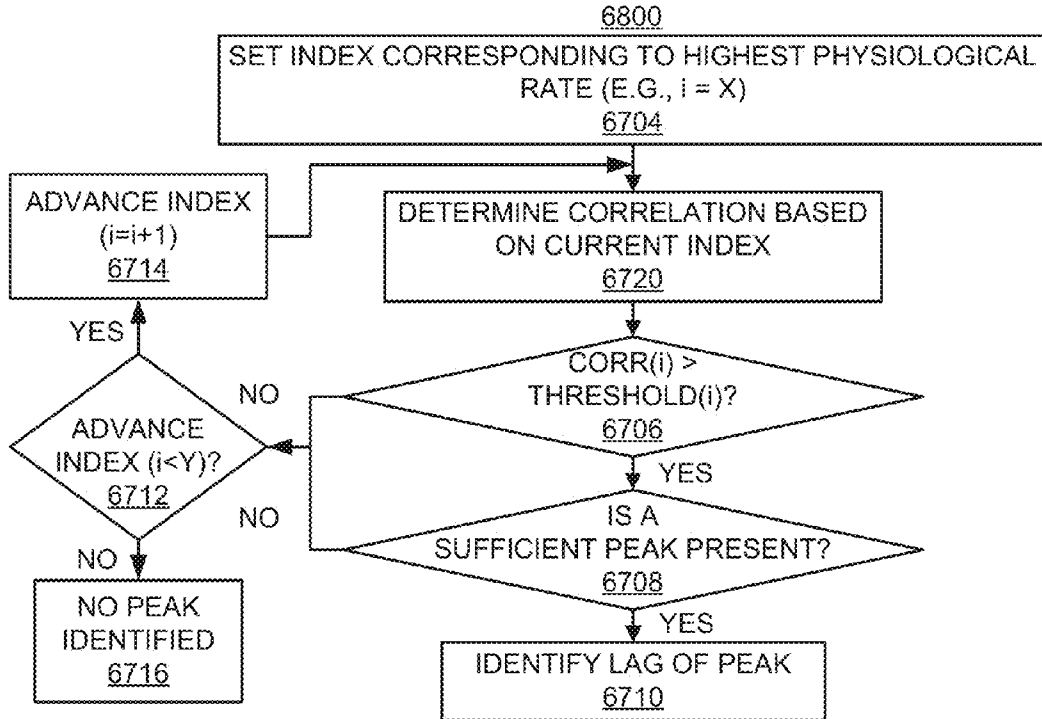 6800
SET INDEX CORRESPONDING TO HIGHEST PHYSIOLOGICAL
RATE (E.G., i = X)
6704
ADVANCE INDEX
(i=i+1)
6714
DETERMINE CORRELATION BASED
ON CURRENT INDEX
6720
YES
CORR(i) >
THRESHOLD(i)?
6706
NO
ADVANCE
INDEX (i<Y)?
6712
YES
NO
IS A
SUFFICIENT PEAK PRESENT?
6708
NO
NO PEAK
IDENTIFIED
6716
YES
IDENTIFY LAG OF PEAK
6710